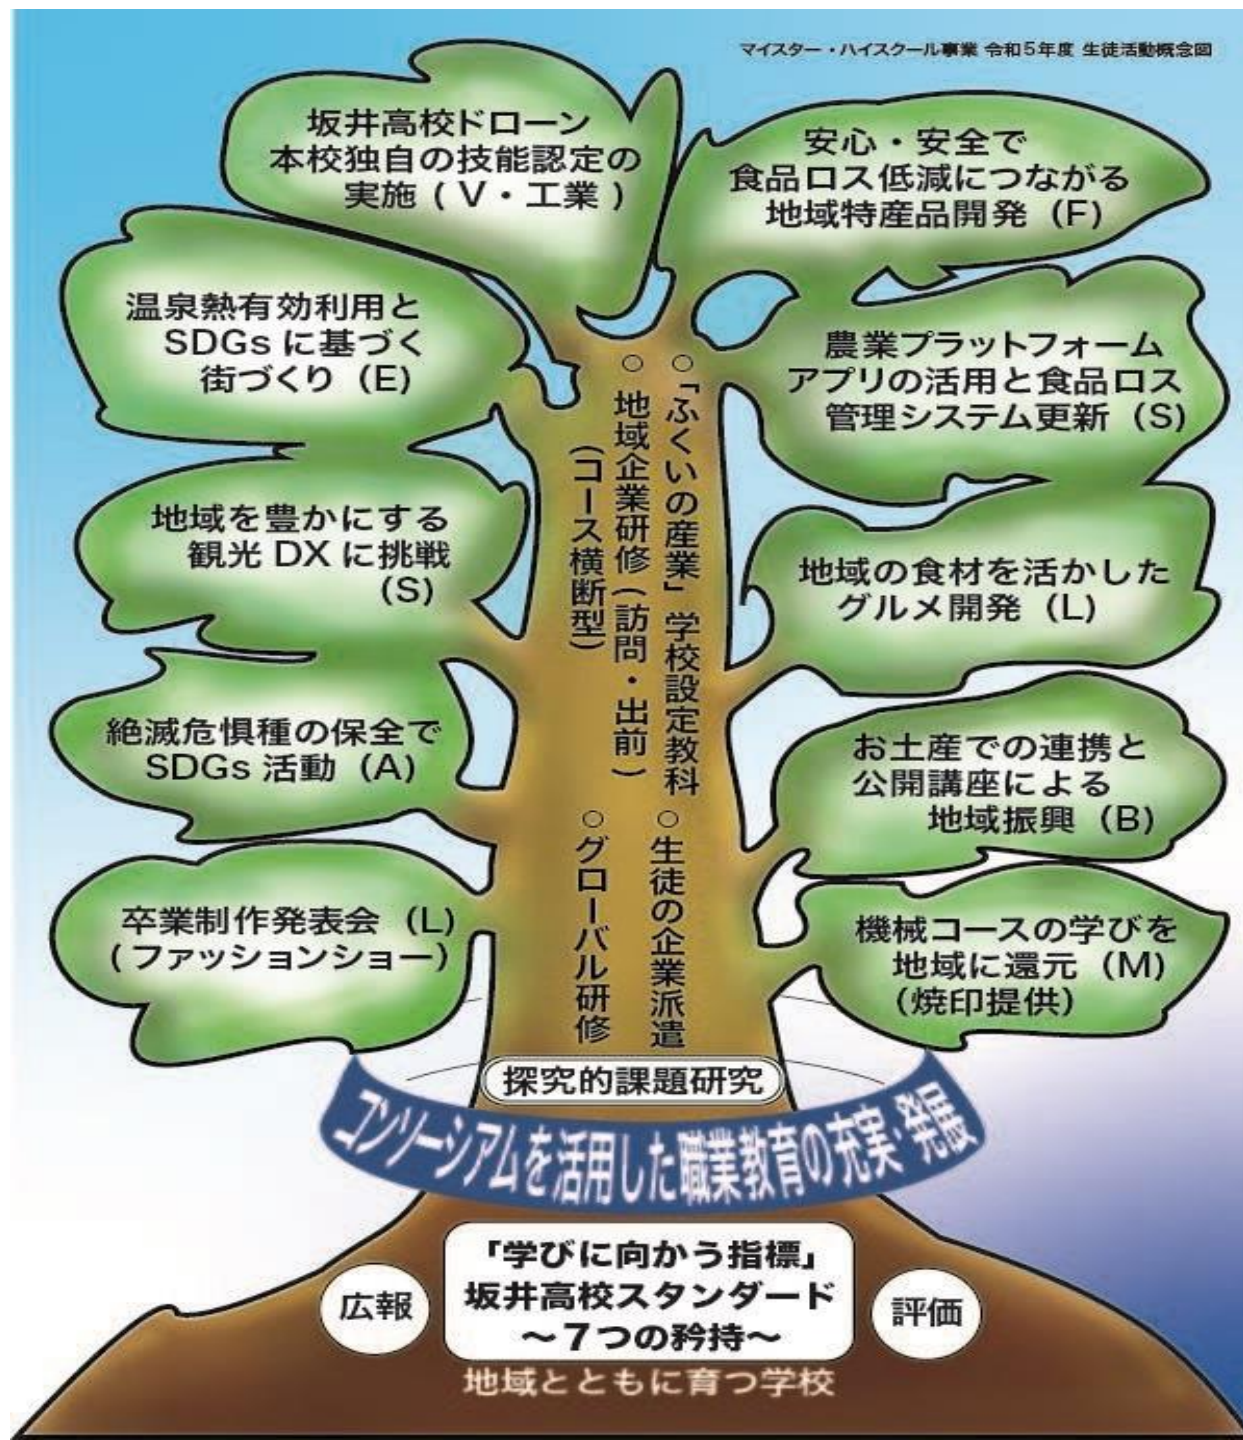 マイスター・ハイスクール事業 令和5年度 生徒活動概念図
坂井高校ドローン
本校独自の技能認定の
実施（V・工業）
安心・安全で
食品ロス低減につながる
地域特産品開発（F）
温泉熱有効利用と
SDGs に基づく
街づくり（E）
農業プラットフォーム
アプリの活用と食品ロス
管理システム更新（S）
地域を豊かにする
観光 DX に挑戦
(S)
地域の食材を活かした
グルメ開発（L）
絶滅危惧種の保全で
SDGs 活動（A）
お土産での連携と
公開講座による
地域振興（B）
卒業制作発表会（L）
（ファッションショー）
機械コースの学びを
地域に還元（M）
（焼印提供）
○「ふくいの産業」学校設定教科
○地域企業研修（訪問・出前）
（コース横断型）
○生徒の企業派遣
○グローバル研修
探究的課題研究
コンソーシアムを活用した職業教育の充実・発展
「学びに向かう指標」
坂井高校スタンダード
～７つの矜持～
広報
評価
地域とともに育つ学校